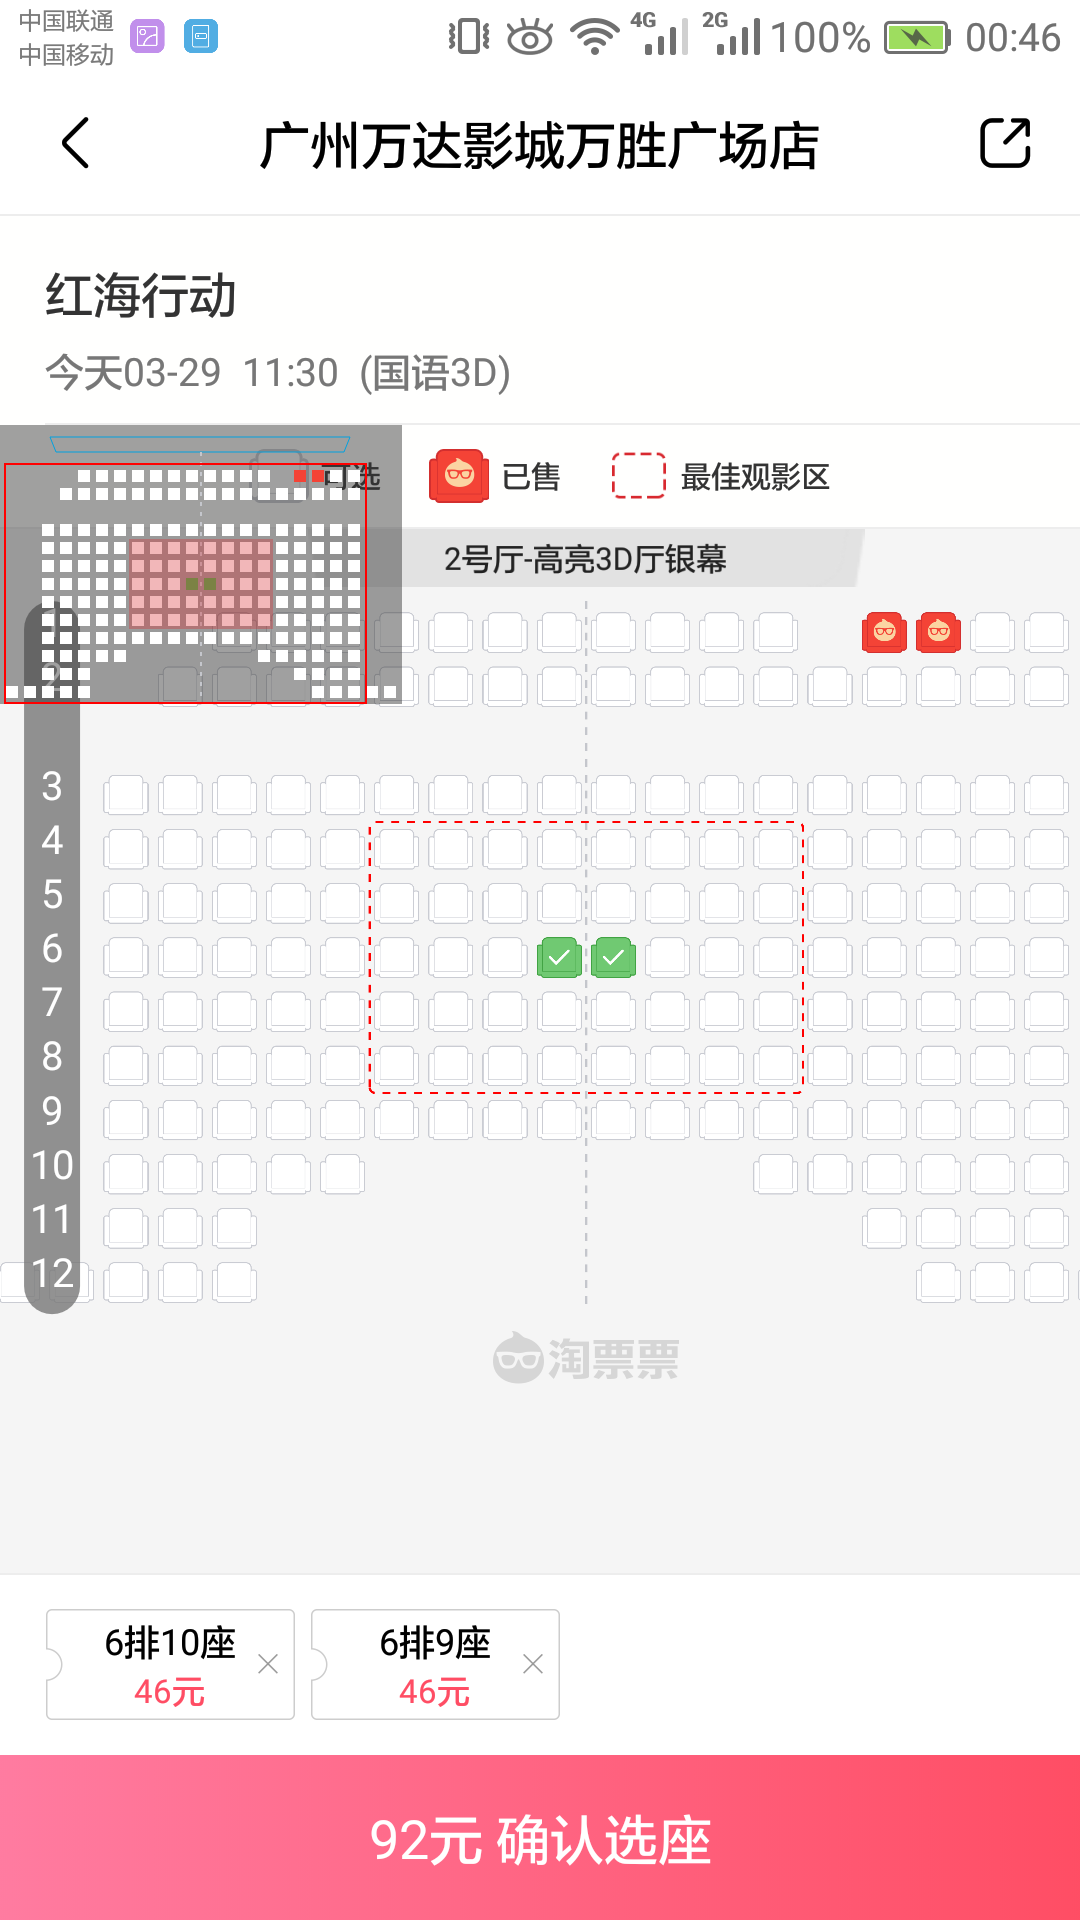 中国联通
中国移动
4G 2G 100% 00:46
广州万达影城万胜广场店
红海行动
今天03-29 11:30 (国语3D)
可选 已售 最佳观影区
2号厅-高亮3D厅银幕
1
2
3
4
5
6
7
8
9
10
11
12
淘票票
6排10座 6排9座
46元 46元
92元 确认选座